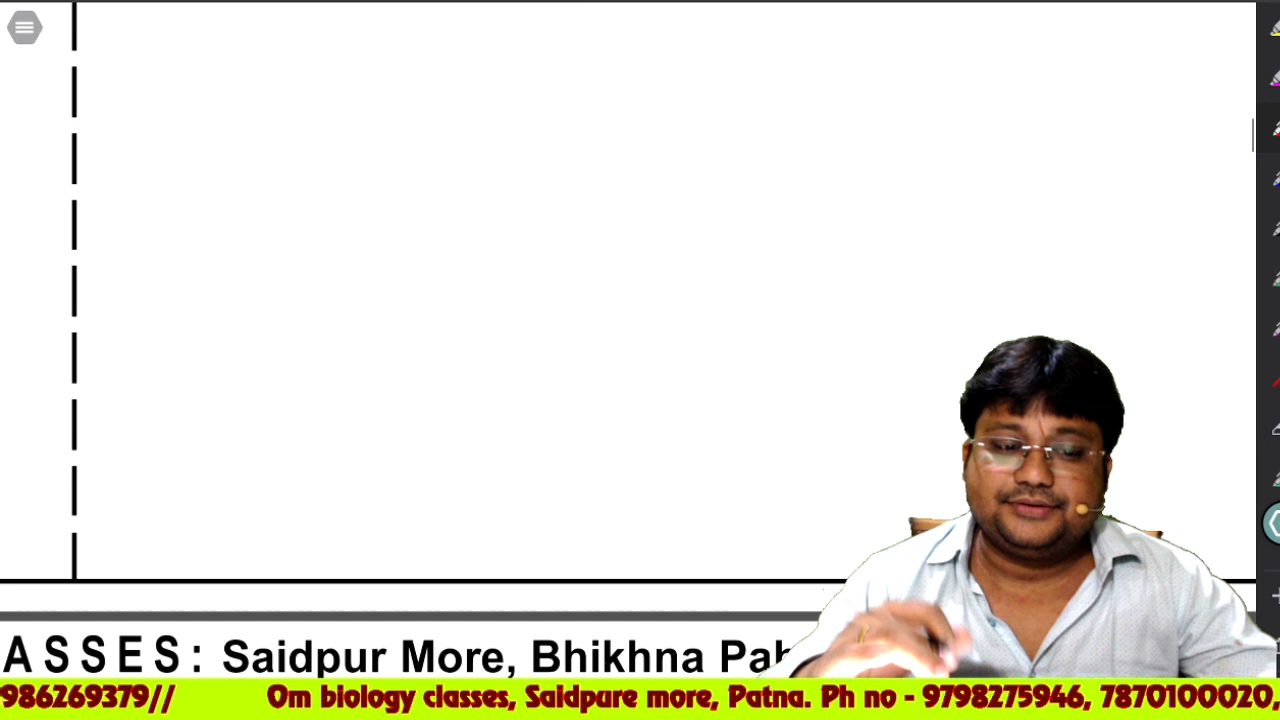 ASSES: Saidpur More, Bhikhna Pah
986269379// Om biology classes, Saidpure more, Patna. Ph no - 9798275946, 7870100020,